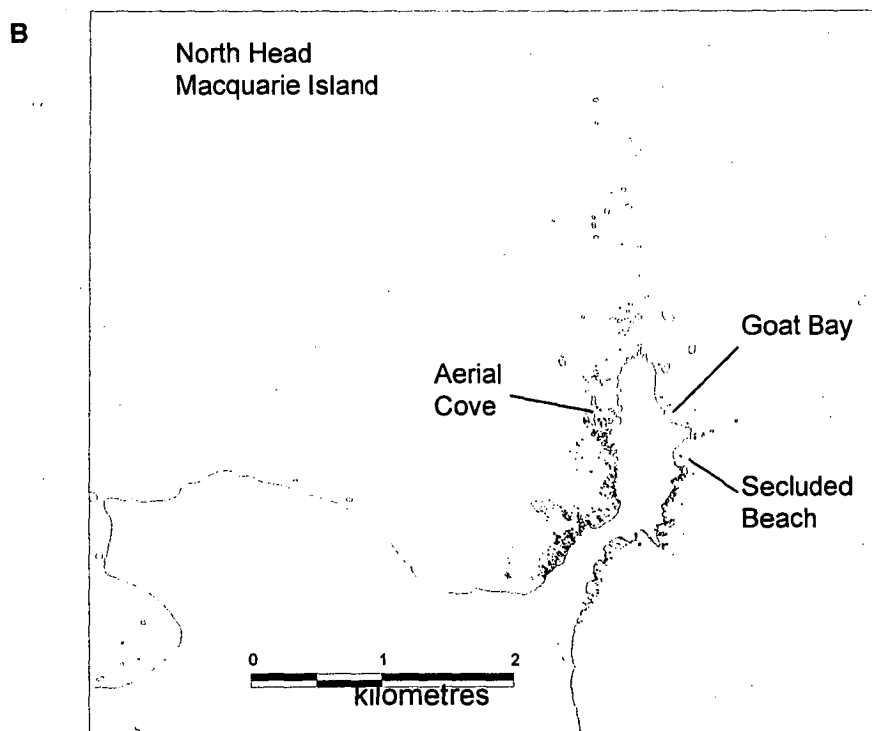 B
North Head
Macquarie Island
Goat Bay
Aerial
Cove
Secluded
Beach
0 1 2
kilometres